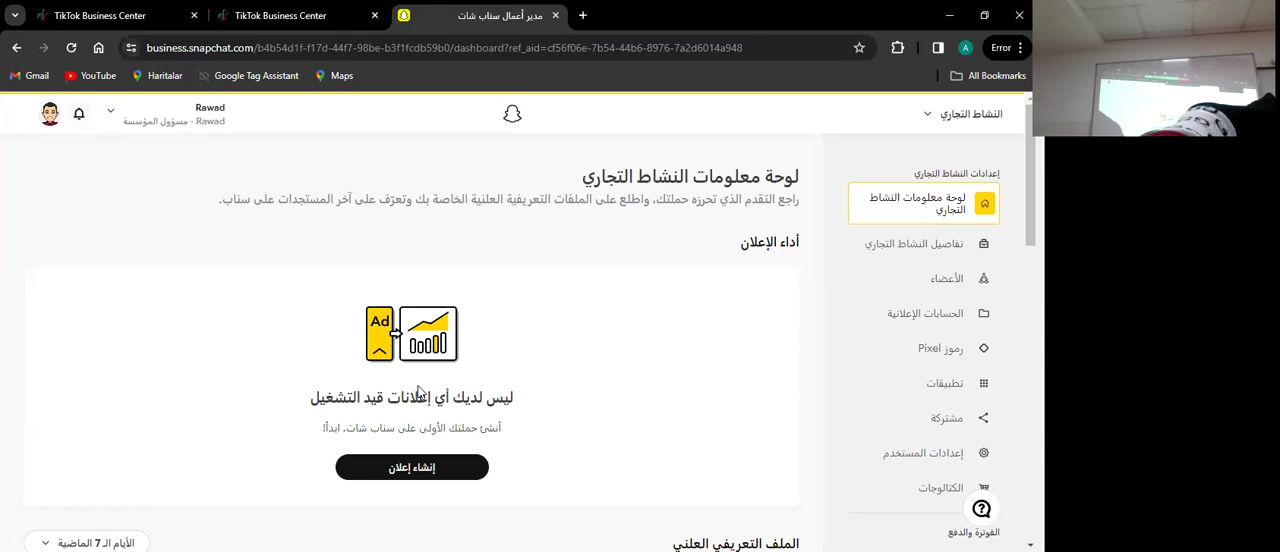 TikTok Business Center
TikTok Business Center
مدير أعمال سناب شات
business.snapchat.com/b4b54d1f-f17d-44f7-98be-b3f1fcdb59b0/dashboard?ref_aid=cf56f06e-7b54-44b6-8976-7a2d6014a948
A
Error
Gmail
YouTube
Haritalar
Google Tag Assistant
Maps
All Bookmarks
النشاط التجاري
Rawad
Rawad - مسؤول المؤسسة
إعدادات النشاط التجاري
لوحة معلومات النشاط
التجاري
تفاصيل النشاط التجاري
الأعضاء
الحسابات الإعلانية
رموز Pixel
تطبيقات
مشتركة
إعدادات المستخدم
الكتالوجات
الفوترة والدفع
لوحة معلومات النشاط التجاري
راجع التقدم الذي تحرزه حملتك، واطلع على الملفات التعريفية العلنية الخاصة بك وتعرّف على آخر المستجدات على سناب.
أداء الإعلان
Ad
ليس لديك أي إعلانات قيد التشغيل
أنشئ حملتك الأولى على سناب شات. ابدأ!
إنشاء إعلان
الملف التعريفي العلني
الأيام الـ 7 الماضية